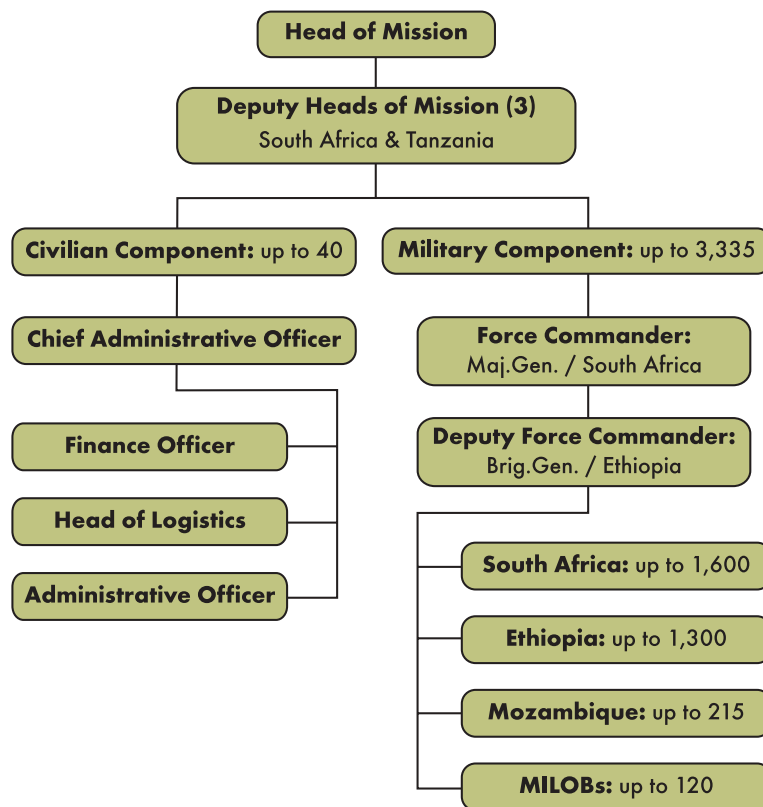 Head of Mission
Deputy Heads of Mission (3)
South Africa & Tanzania
Civilian Component: up to 40
Military Component: up to 3,335
Chief Administrative Officer
Force Commander:
Maj.Gen. / South Africa
Finance Officer
Deputy Force Commander:
Brig.Gen. / Ethiopia
Head of Logistics
Administrative Officer
South Africa: up to 1,600
Ethiopia: up to 1,300
Mozambique: up to 215
MILOBs: up to 120